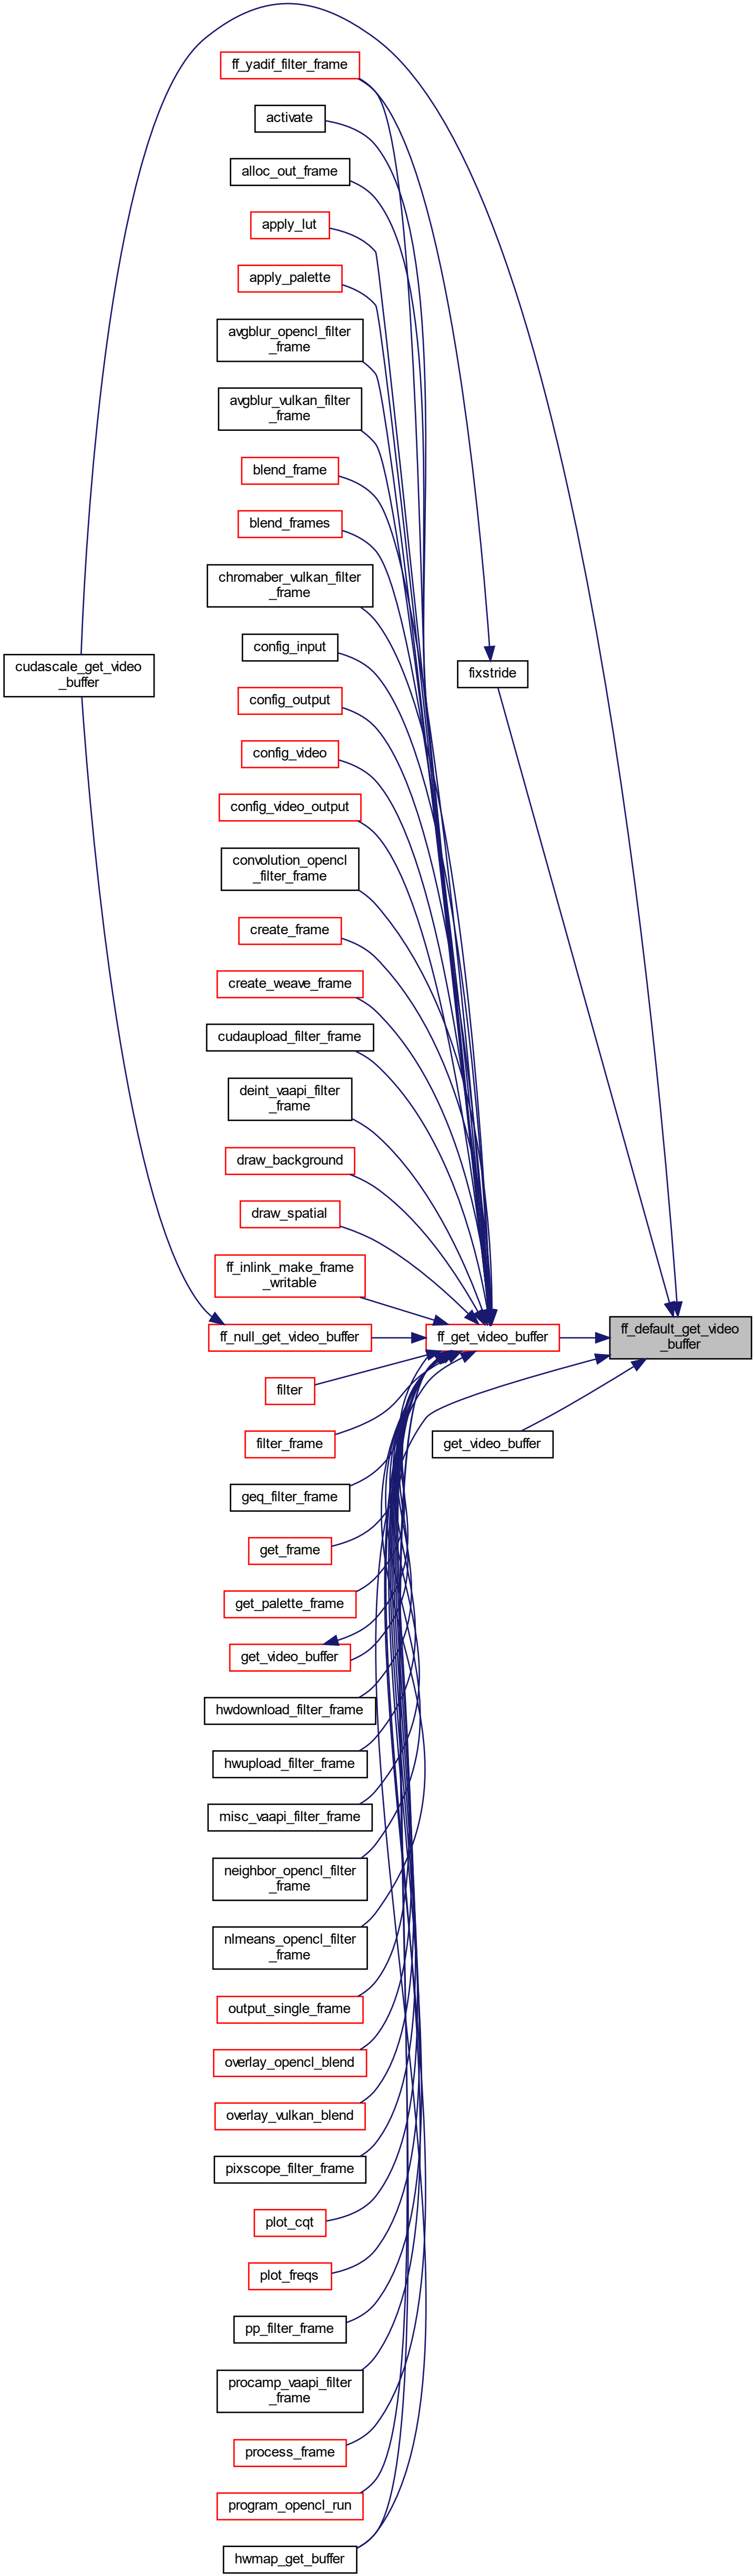 ff_yadif_filter_frame
activate
alloc_out_frame
apply_lut
apply_palette
avgblur_opencl_filter
_frame
avgblur_vulkan_filter
_frame
blend_frame
blend_frames
chromaber_vulkan_filter
_frame
config_input
cudascale_get_video
_buffer
fixstride
config_output
config_video
config_video_output
convolution_opencl
_filter_frame
create_frame
create_weave_frame
cudaupload_filter_frame
deint_vaapi_filter
_frame
draw_background
draw_spatial
ff_inlink_make_frame
_writable
ff_null_get_video_buffer
ff_get_video_buffer
ff_default_get_video
_buffer
filter
filter_frame
get_video_buffer
geq_filter_frame
get_frame
get_palette_frame
get_video_buffer
hwdownload_filter_frame
hwupload_filter_frame
misc_vaapi_filter_frame
neighbor_opencl_filter
_frame
nlmeans_opencl_filter
_frame
output_single_frame
overlay_opencl_blend
overlay_vulkan_blend
pixscope_filter_frame
plot_cqt
plot_freqs
pp_filter_frame
procamp_vaapi_filter
_frame
process_frame
program_opencl_run
hwmap_get_buffer